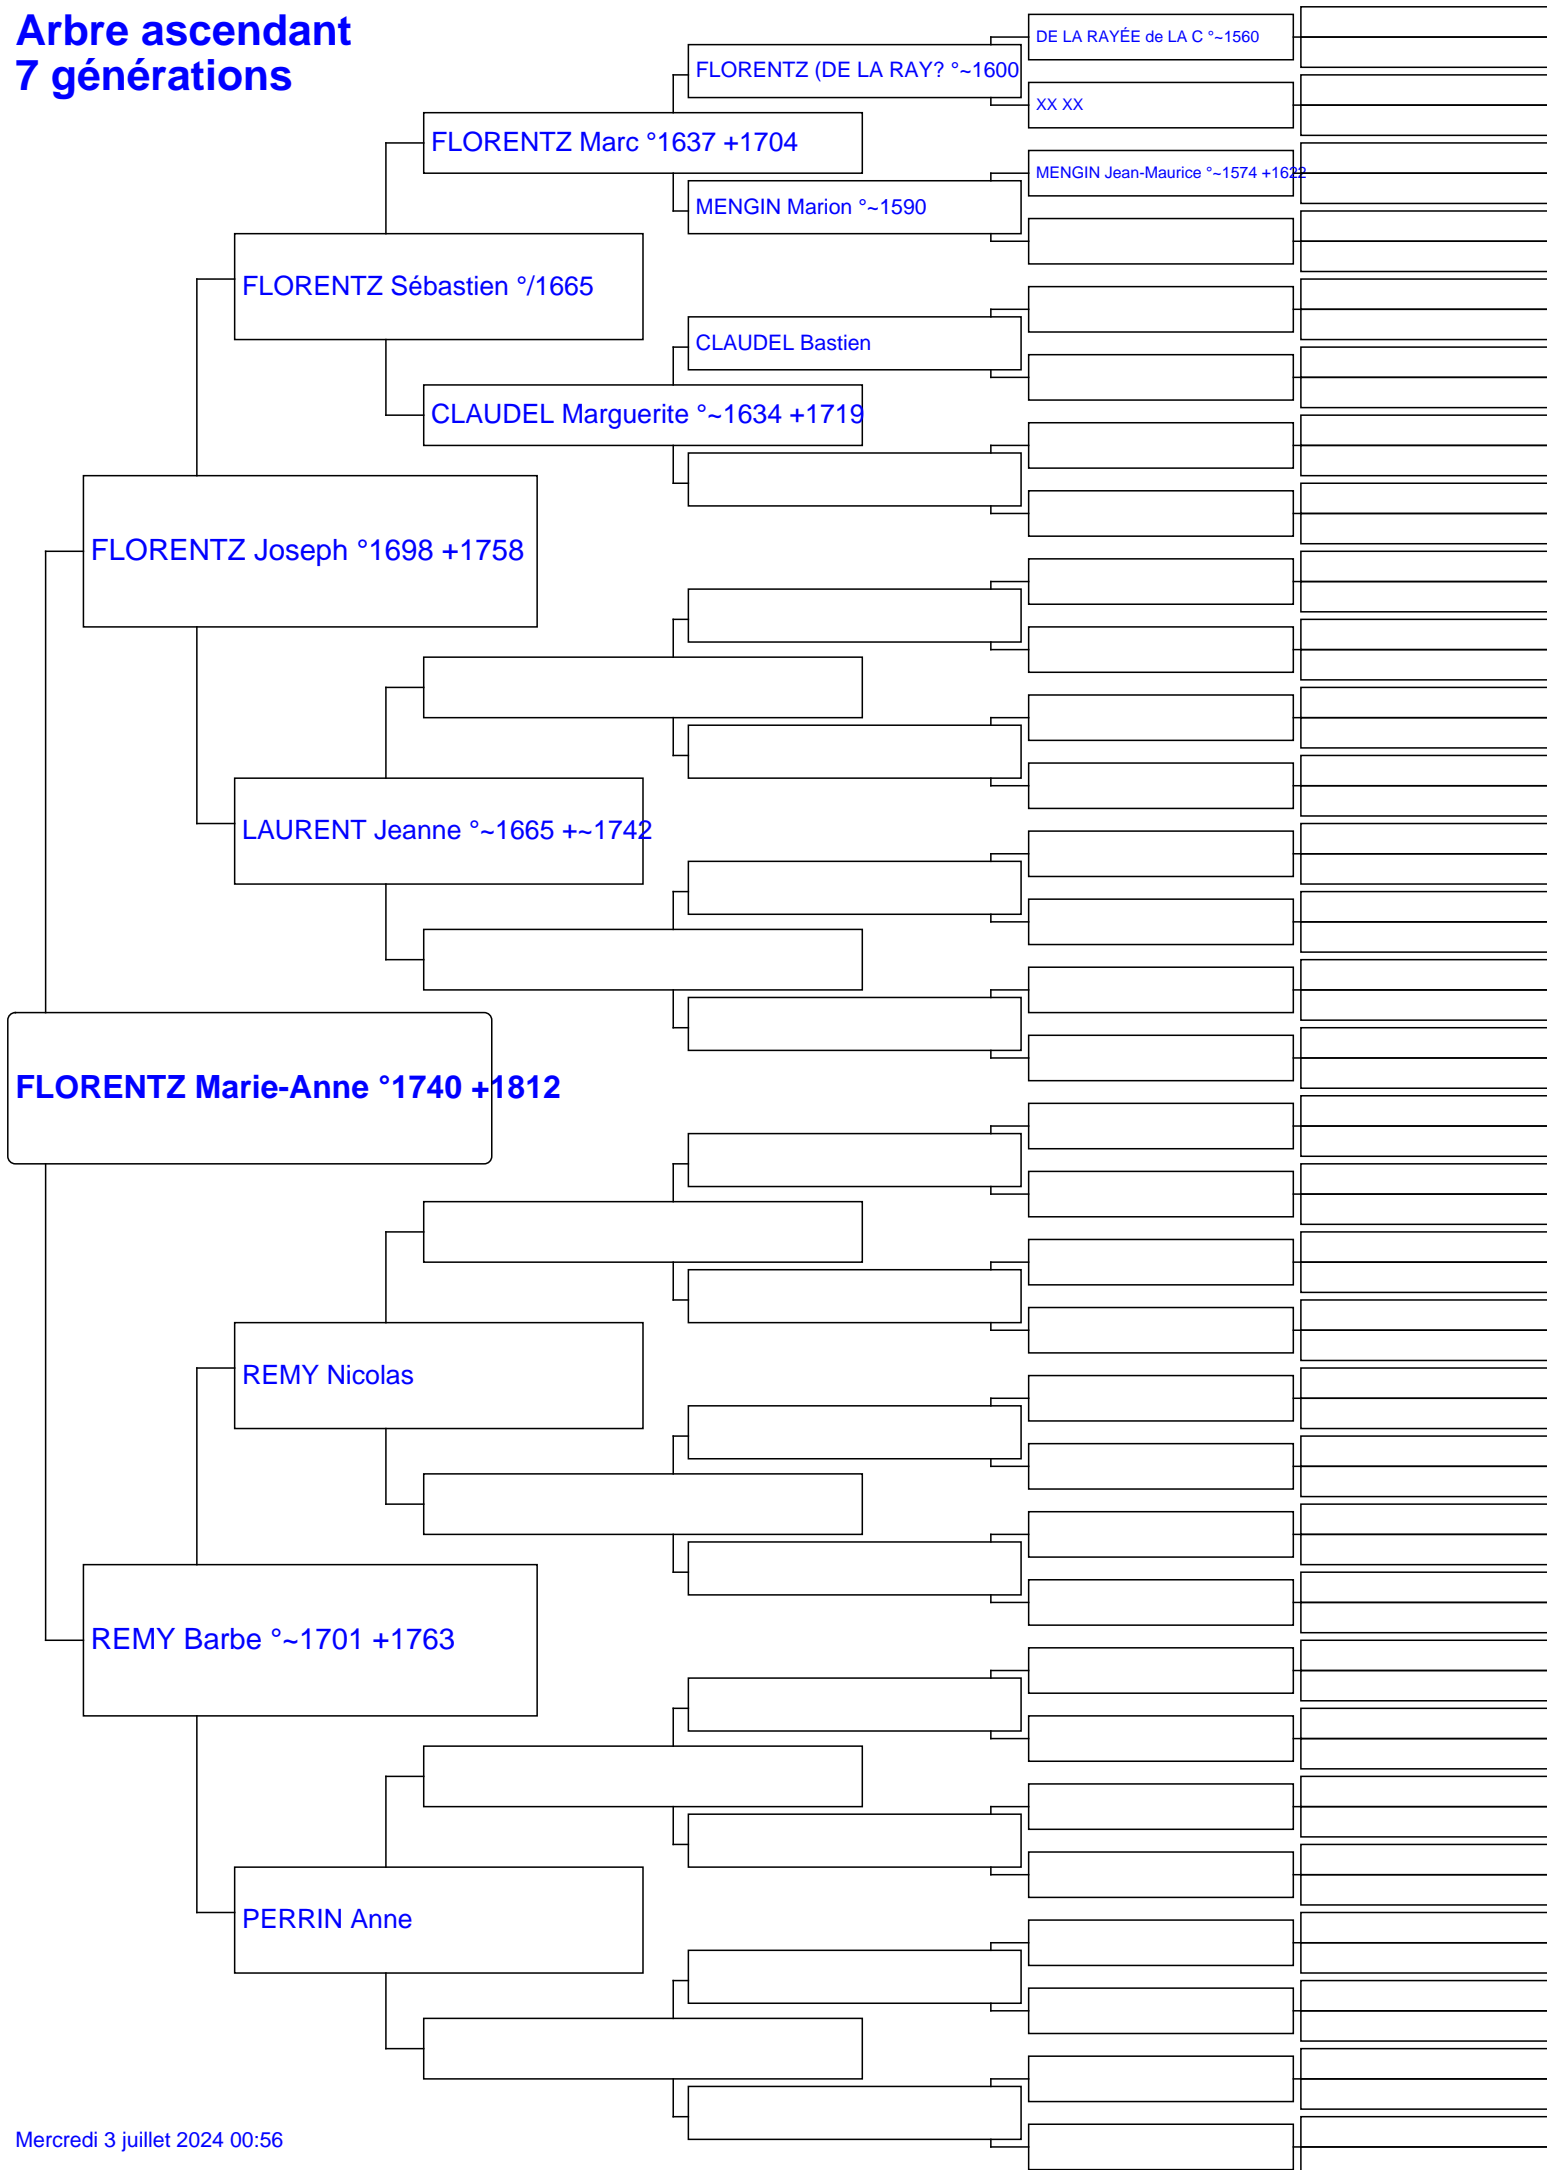 Arbre ascendant
7 générations
DE LA RAYÉE de LA C °~1560
FLORENTZ (DE LA RAY? °~1600
XX XX
FLORENTZ Marc °1637 +1704
MENGIN Jean-Maurice °~1574 +1622
MENGIN Marion °~1590
FLORENTZ Sébastien °/1665
CLAUDEL Bastien
CLAUDEL Marguerite °~1634 +1719
FLORENTZ Joseph °1698 +1758
LAURENT Jeanne °~1665 +~1742
FLORENTZ Marie-Anne °1740 +1812
REMY Nicolas
REMY Barbe °~1701 +1763
PERRIN Anne
Mercredi 3 juillet 2024 00:56